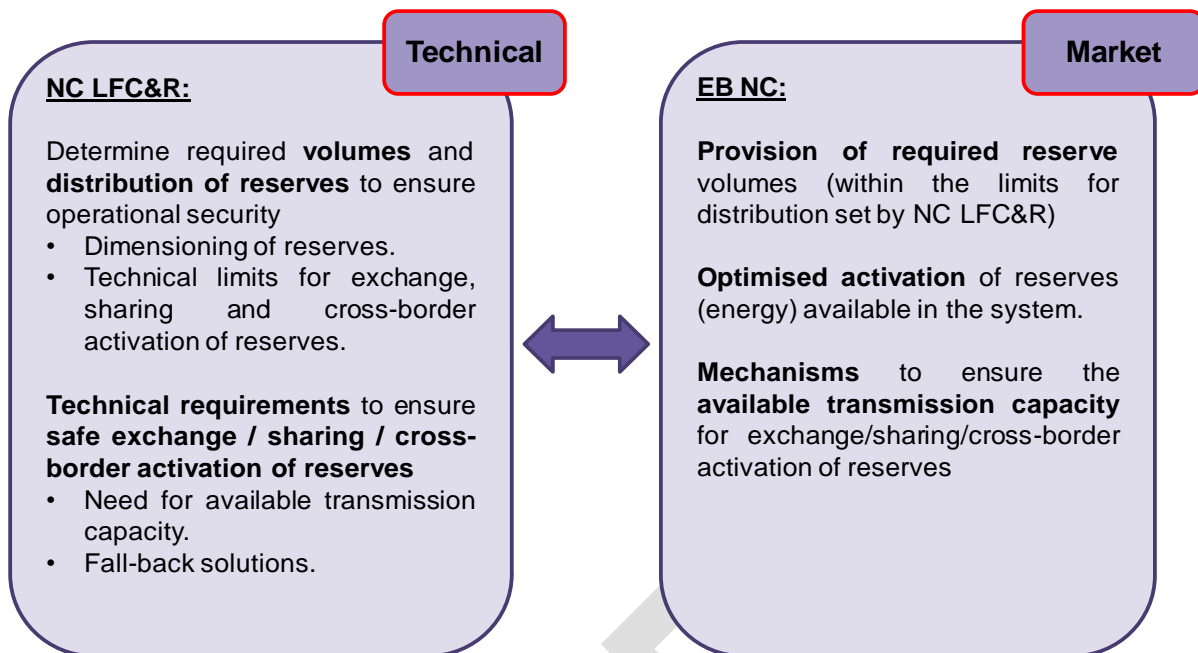 Technical
NC LFC&R:
Determine required volumes and
distribution of reserves to ensure
operational security
• Dimensioning of reserves.
• Technical limits for exchange,
sharing and cross-border
activation of reserves.
Technical requirements to ensure
safe exchange / sharing / cross-
border activation of reserves
• Need for available transmission
capacity.
• Fall-back solutions.
Market
EB NC:
Provision of required reserve
volumes (within the limits for
distribution set by NC LFC&R)
Optimised activation of reserves
(energy) available in the system.
Mechanisms to ensure the
available transmission capacity
for exchange/sharing/cross-border
activation of reserves